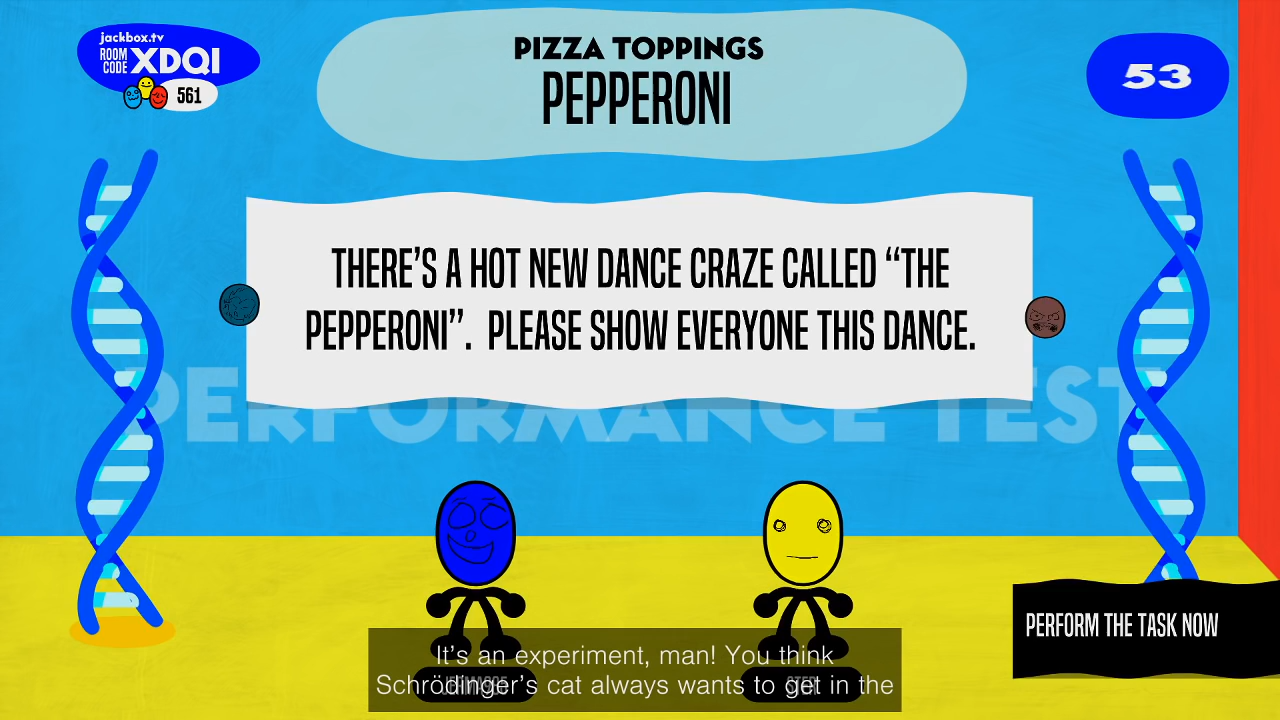 jackbox.tv
ROOM
CODE XDQI
561
PIZZA TOPPINGS
PEPPERONI
53
THERE'S A HOT NEW DANCE CRAZE CALLED “THE
PEPPERONI”. PLEASE SHOW EVERYONE THIS DANCE.
PERFORMANCE TEST
PERFORM THE TASK NOW
It's an experiment, man! You think
Schrödinger's cat always wants to get in the